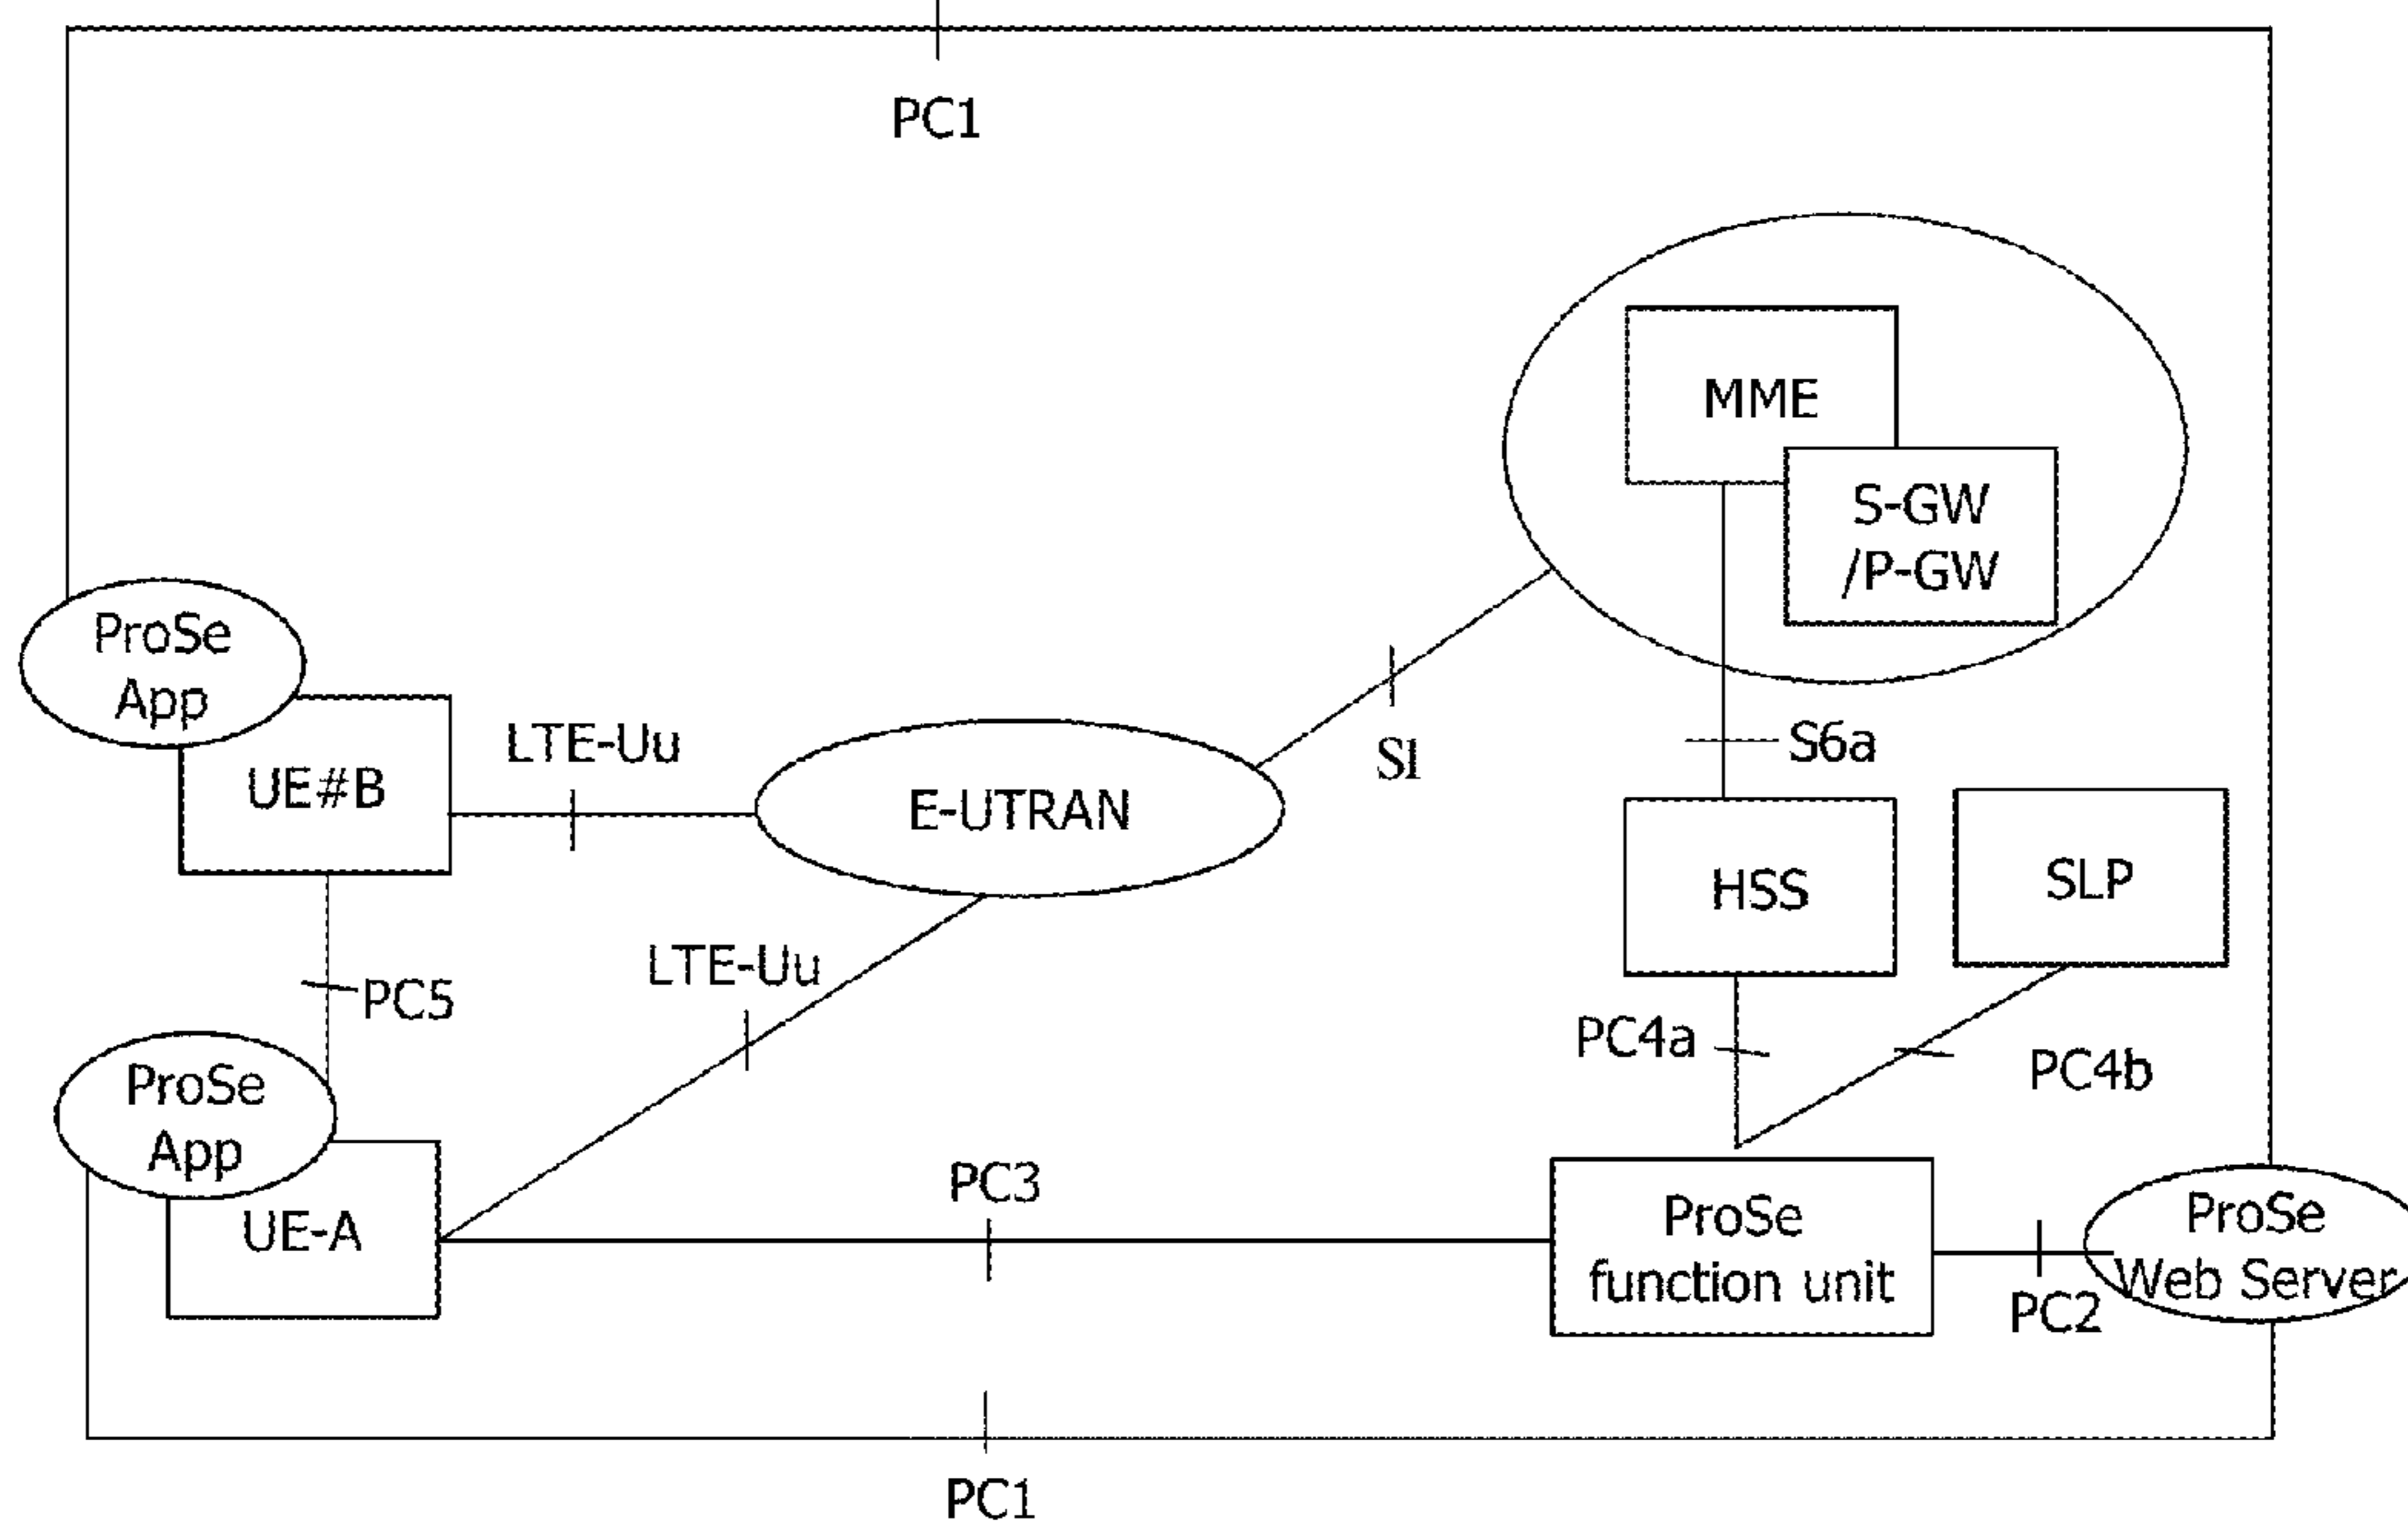 PC1
MME
S-GW
/P-GW
ProSe
App
UE#B
LTE-Uu
E-UTRAN
S1
S6a
HSS
SLP
LTE-Uu
PC5
PC4a
PC4b
ProSe
App
UE-A
PC3
ProSe
function unit
PC2
ProSe
Web Server
PC1